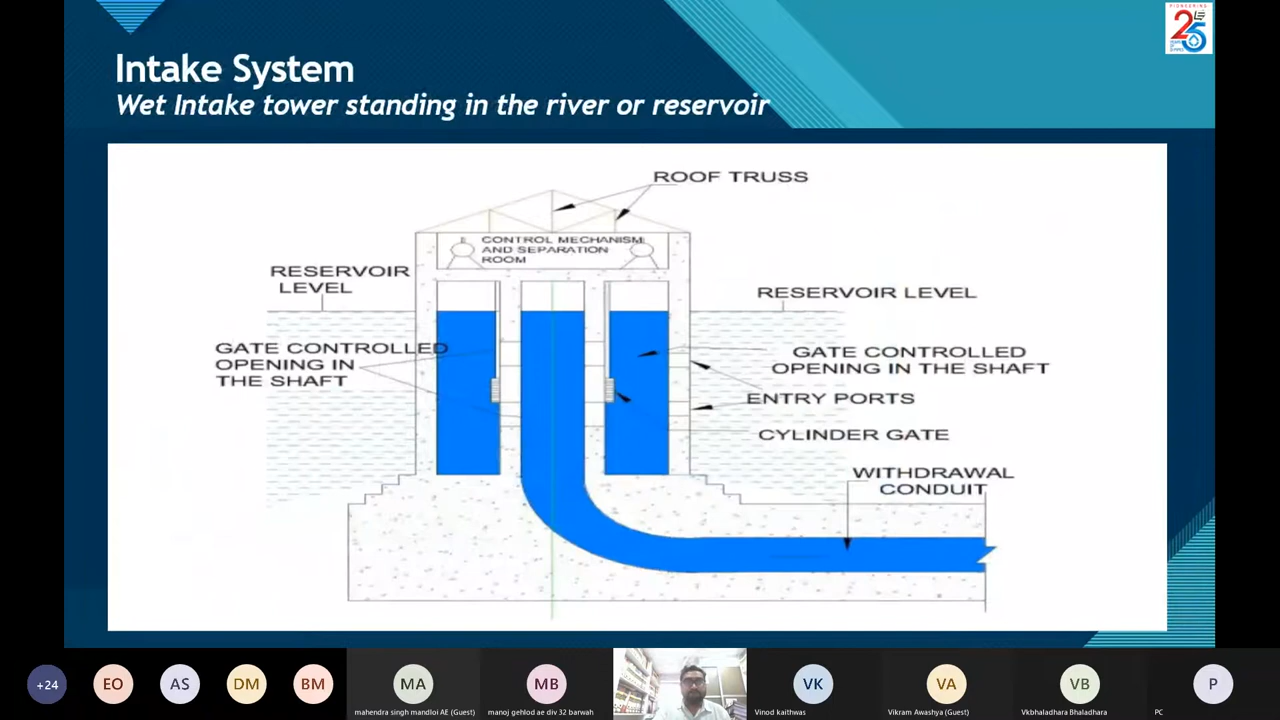 PIONEERING
25
Intake System
Wet Intake tower standing in the river or reservoir
ROOF TRUSS
CONTROL MECHANISM
AND SEPARATION
ROOM
RESERVOIR
LEVEL
RESERVOIR LEVEL
GATE CONTROLLED
OPENING IN
THE SHAFT
GATE CONTROLLED
OPENING IN THE SHAFT
ENTRY PORTS
CYLINDER GATE
WITHDRAWAL
CONDUIT
+24
EO
AS
DM
BM
MA
mahendra singh mandloi AE (Guest)
MB
manoj gehlod ae div 32 barwah
VK
Vinod kaithwas
VA
Vikram Awashya (Guest)
VB
Vkbhaladhara Bhaladhara
P
PC